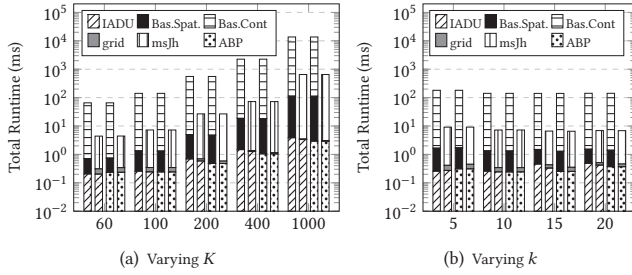 Total Runtime (ms)
10^5
10^4
10^3
10^2
10^1
10^0
10^−1
10^−2
IADU Bas.Spat. Bas.Cont
grid msJh ABP
60 100 200 400 1000
(a) Varying K
Total Runtime (ms)
10^5
10^4
10^3
10^2
10^1
10^0
10^−1
10^−2
IADU Bas.Spat. Bas.Cont
grid msJh ABP
5 10 15 20
(b) Varying k